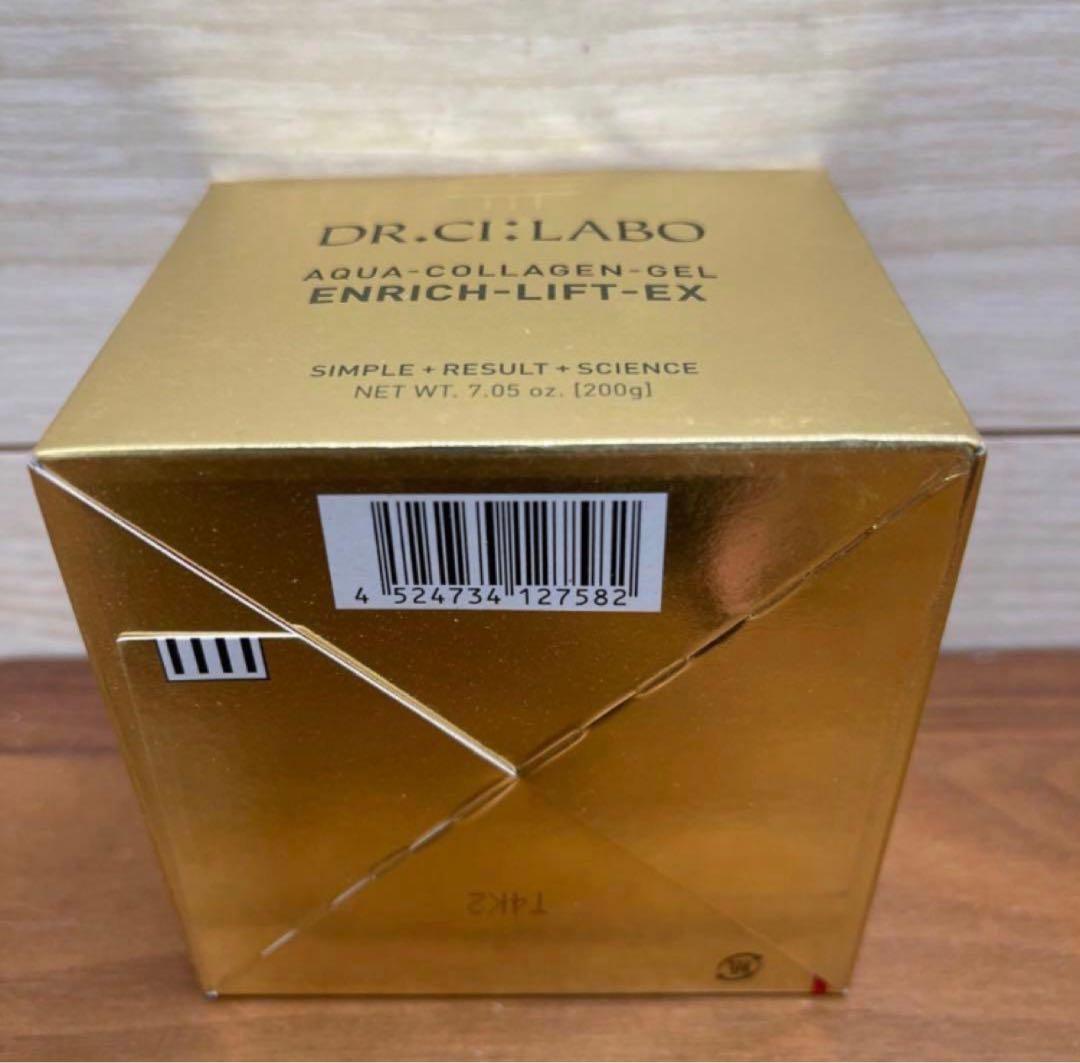 DR.CI:LABO
AQUA-COLLAGEN-GEL
ENRICH-LIFT-EX
SIMPLE + RESULT + SCIENCE
NET WT. 7.05 oz. [200g]
4 524734 127582
T4K2